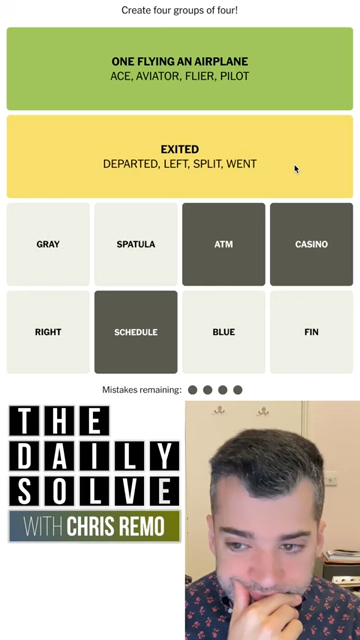 Create four groups of four!
ONE FLYING AN AIRPLANE
ACE, AVIATOR, FLIER, PILOT
EXITED
DEPARTED, LEFT, SPLIT, WENT
GRAY SPATULA ATM CASINO
RIGHT SCHEDULE BLUE FIN
Mistakes remaining:
THE
DAILY
SOLVE
WITH CHRIS REMO